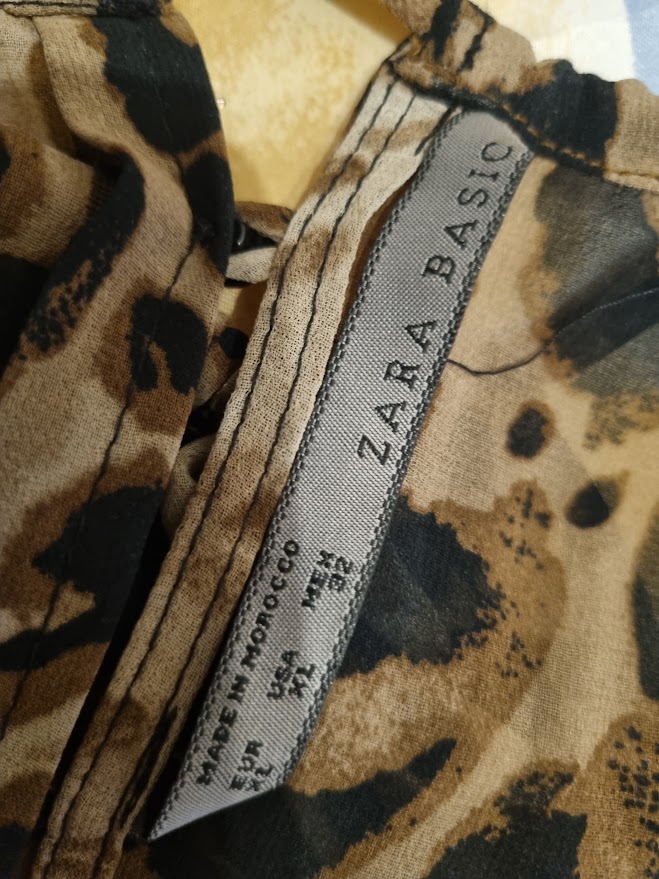 ZARA BASIC
MADE IN MOROCCO
EUR USA MEX
XL XL 32